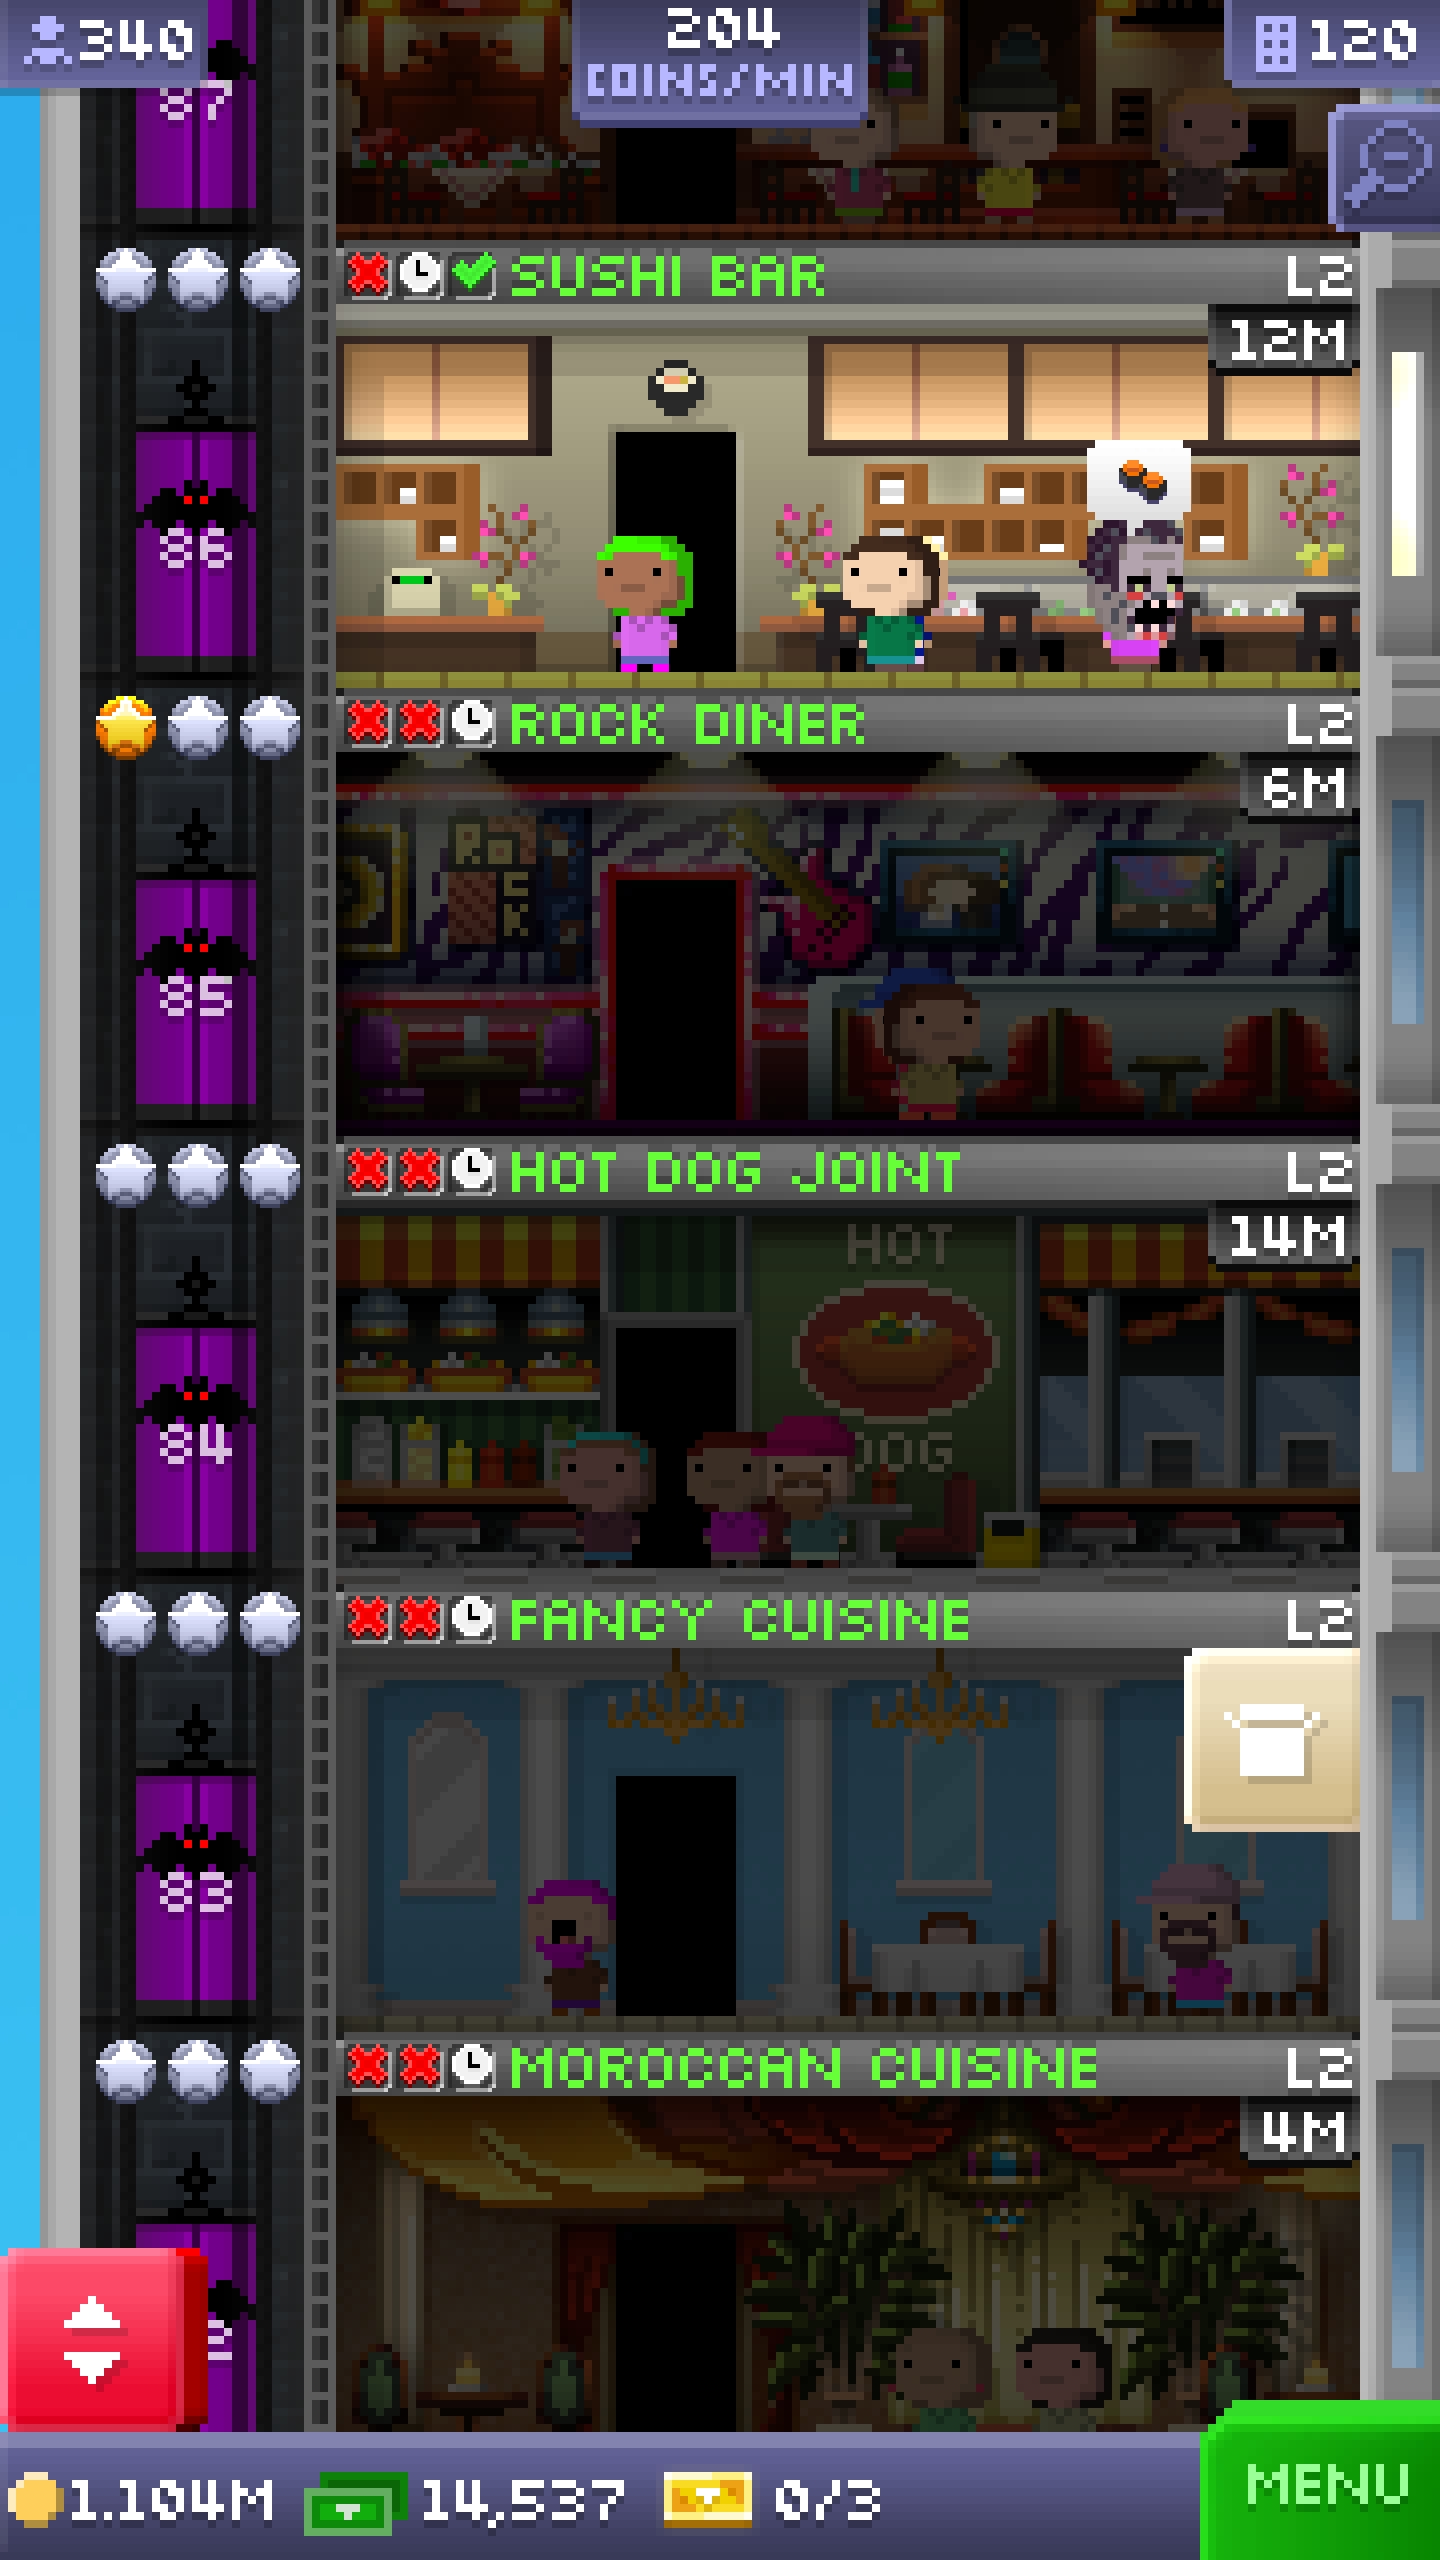 340
204
COINS/MIN
120
87
SUSHI BAR
L2
12M
86
ROCK DINER
L2
6M
ROCK
85
HOT DOG JOINT
L2
14M
HOT
DOG
84
FANCY CUISINE
L2
83
MOROCCAN CUISINE
L2
4M
1.104M
14,537
0/3
MENU